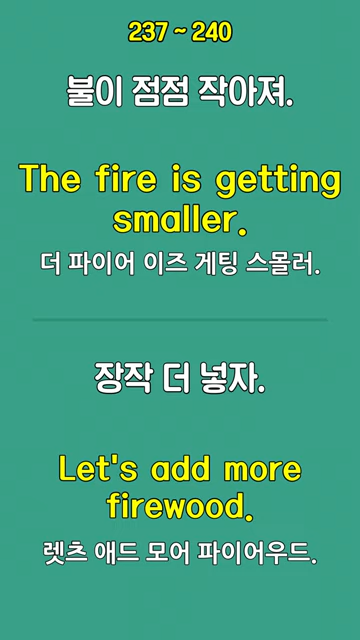 237 ~ 240
불이 점점 작아져.
The fire is getting
smaller.
더 파이어 이즈 게팅 스몰러.
장작 더 넣자.
Let's add more
firewood.
렛츠 애드 모어 파이어우드.